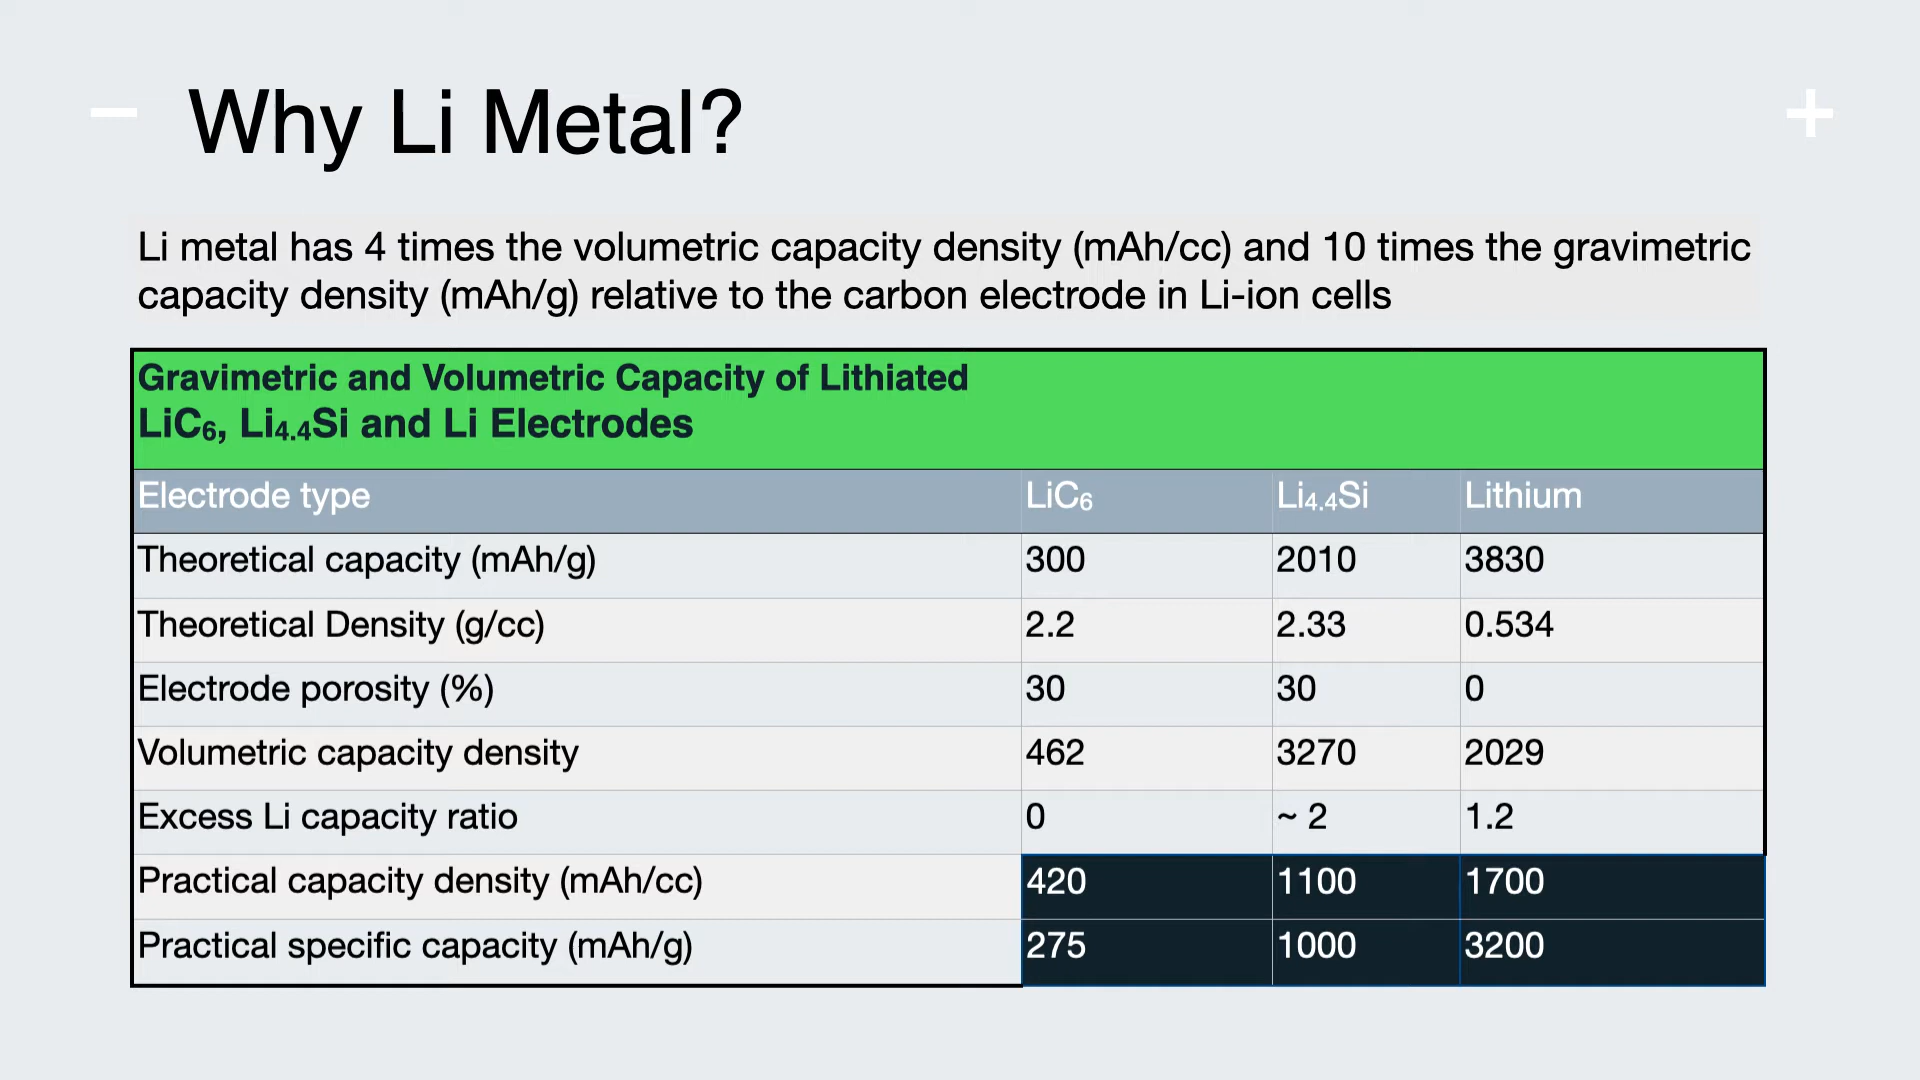 Why Li Metal?
Li metal has 4 times the volumetric capacity density (mAh/cc) and 10 times the gravimetric
capacity density (mAh/g) relative to the carbon electrode in Li-ion cells
Gravimetric and Volumetric Capacity of Lithiated
LiC₆, Li₄.₄Si and Li Electrodes
Electrode type LiC₆ Li₄.₄Si Lithium
Theoretical capacity (mAh/g) 300 2010 3830
Theoretical Density (g/cc) 2.2 2.33 0.534
Electrode porosity (%) 30 30 0
Volumetric capacity density 462 3270 2029
Excess Li capacity ratio 0 ~ 2 1.2
Practical capacity density (mAh/cc) 420 1100 1700
Practical specific capacity (mAh/g) 275 1000 3200